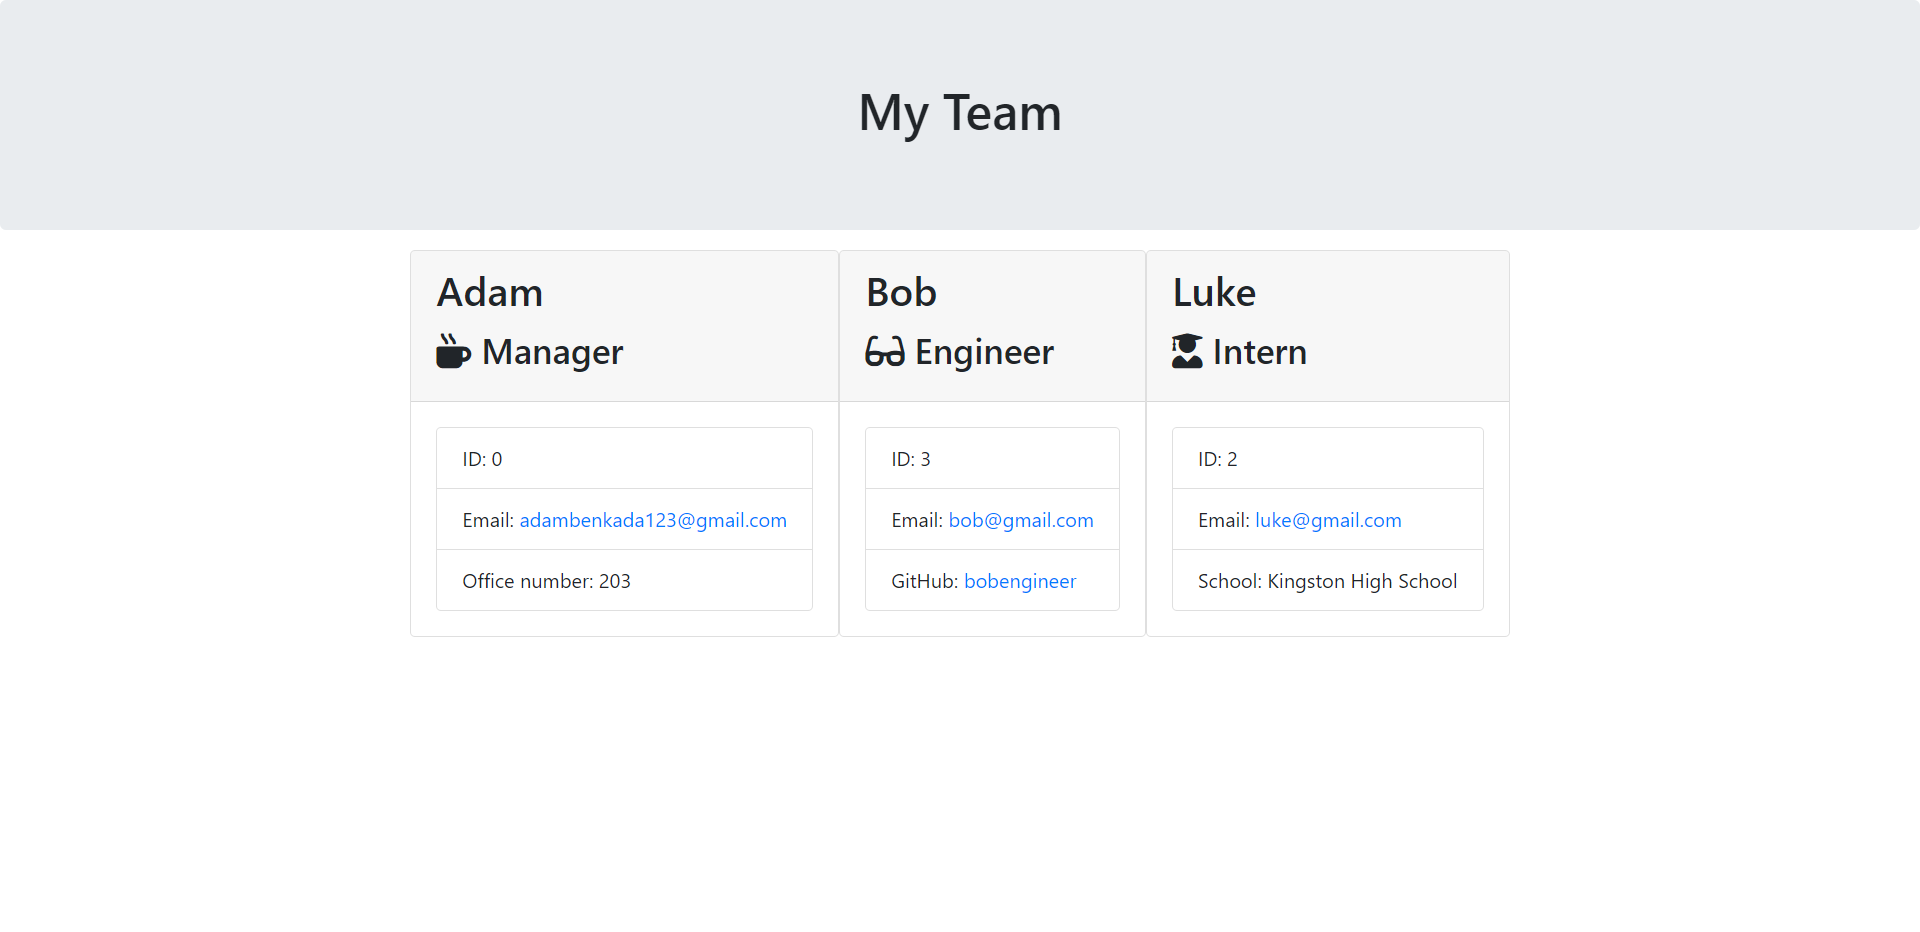 My Team
Adam
Manager
ID: 0
Email: adambenkada123@gmail.com
Office number: 203
Bob
Engineer
ID: 3
Email: bob@gmail.com
GitHub: bobengineer
Luke
Intern
ID: 2
Email: luke@gmail.com
School: Kingston High School